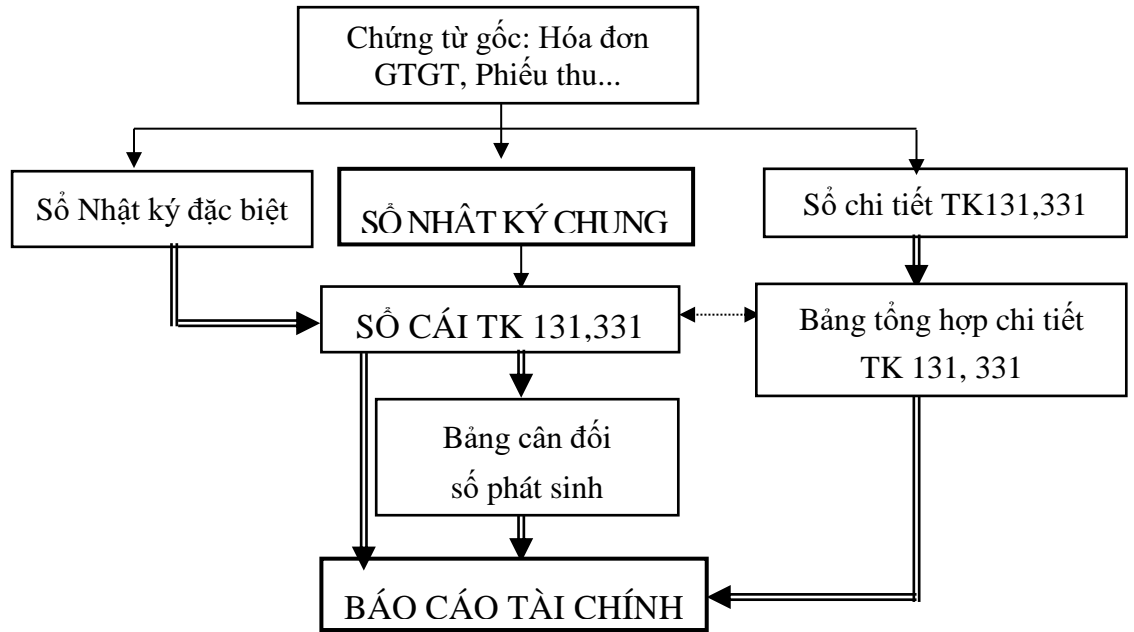 Chứng từ gốc: Hóa đơn
GTGT, Phiếu thu...
Sổ Nhật ký đặc biệt
SỔ NHÂT KÝ CHUNG
Sổ chi tiết TK131,331
SỔ CÁI TK 131,331
Bảng tổng hợp chi tiết
TK 131, 331
Bảng cân đối
số phát sinh
BÁO CÁO TÀI CHÍNH